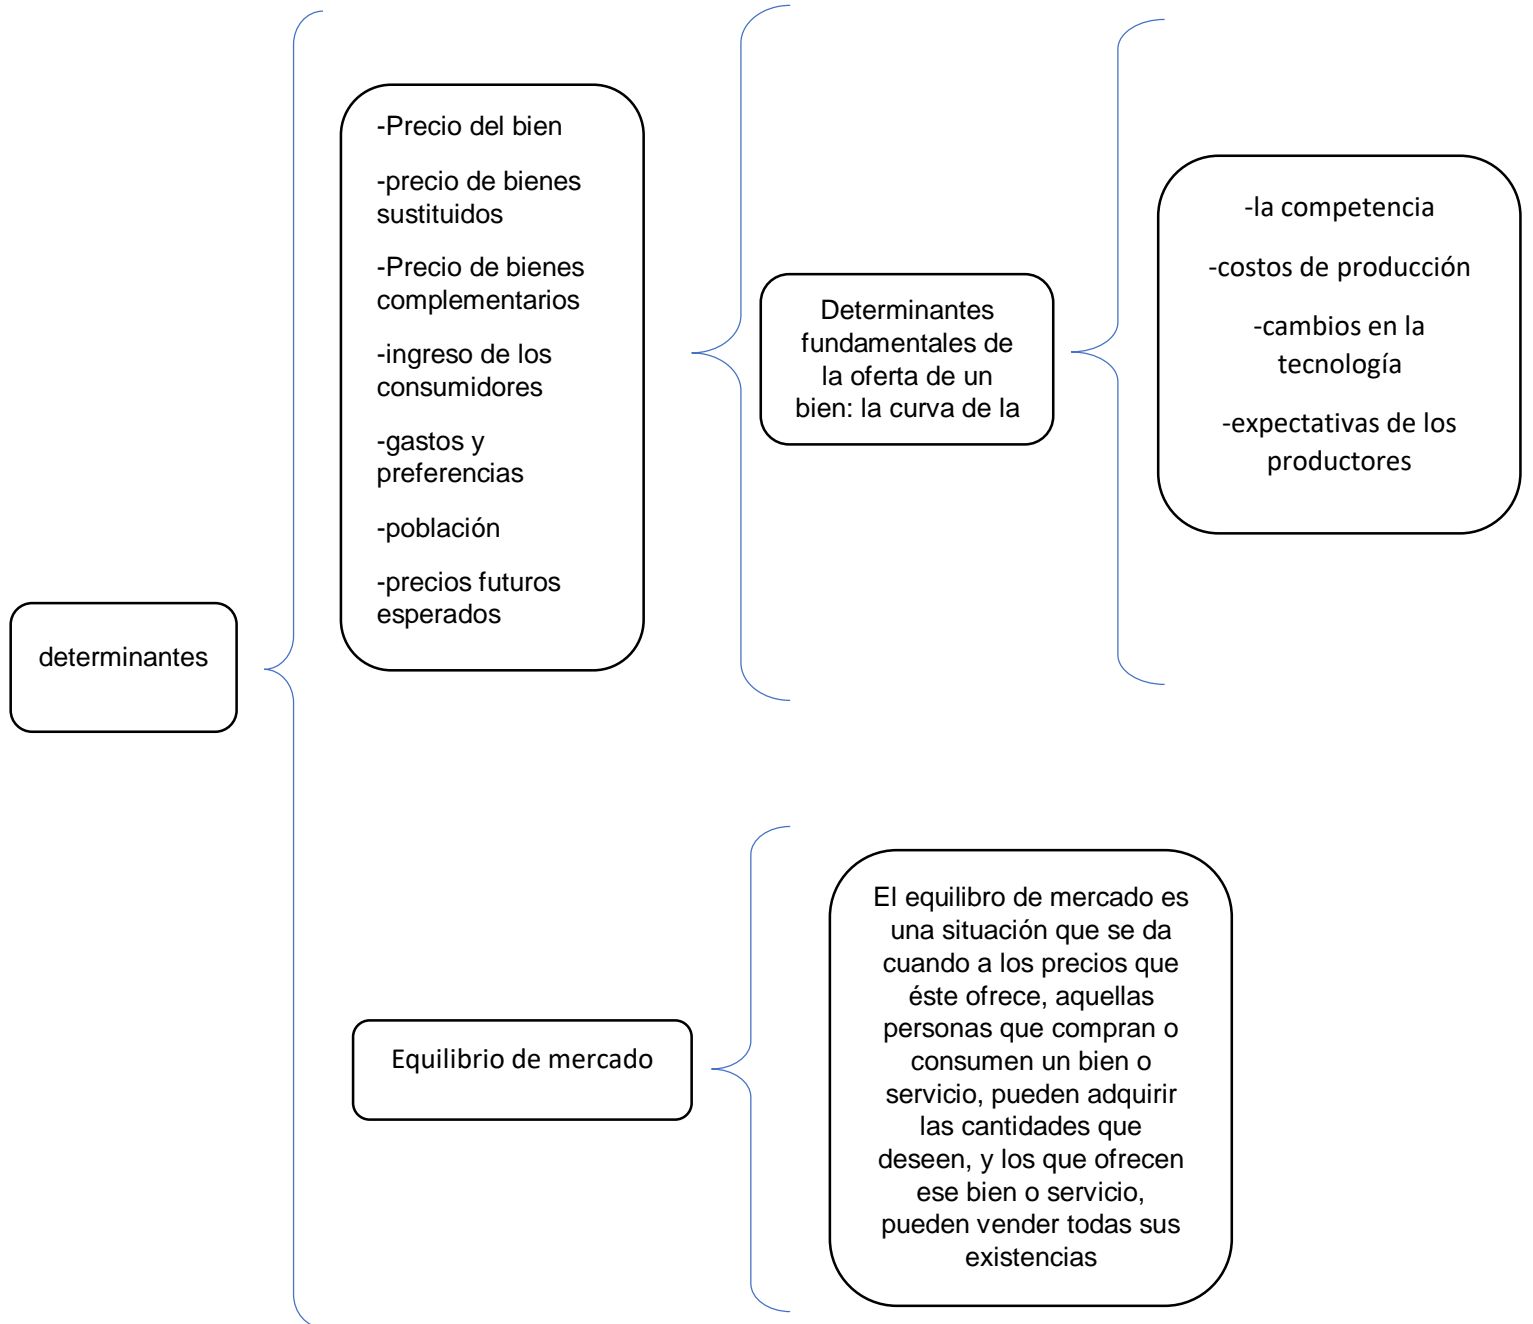 determinantes
-Precio del bien
-precio de bienes
sustituidos
-Precio de bienes
complementarios
-ingreso de los
consumidores
-gastos y
preferencias
-población
-precios futuros
esperados
Determinantes
fundamentales de
la oferta de un
bien: la curva de la
-la competencia
-costos de producción
-cambios en la
tecnología
-expectativas de los
productores
Equilibrio de mercado
El equilibro de mercado es
una situación que se da
cuando a los precios que
éste ofrece, aquellas
personas que compran o
consumen un bien o
servicio, pueden adquirir
las cantidades que
deseen, y los que ofrecen
ese bien o servicio,
pueden vender todas sus
existencias